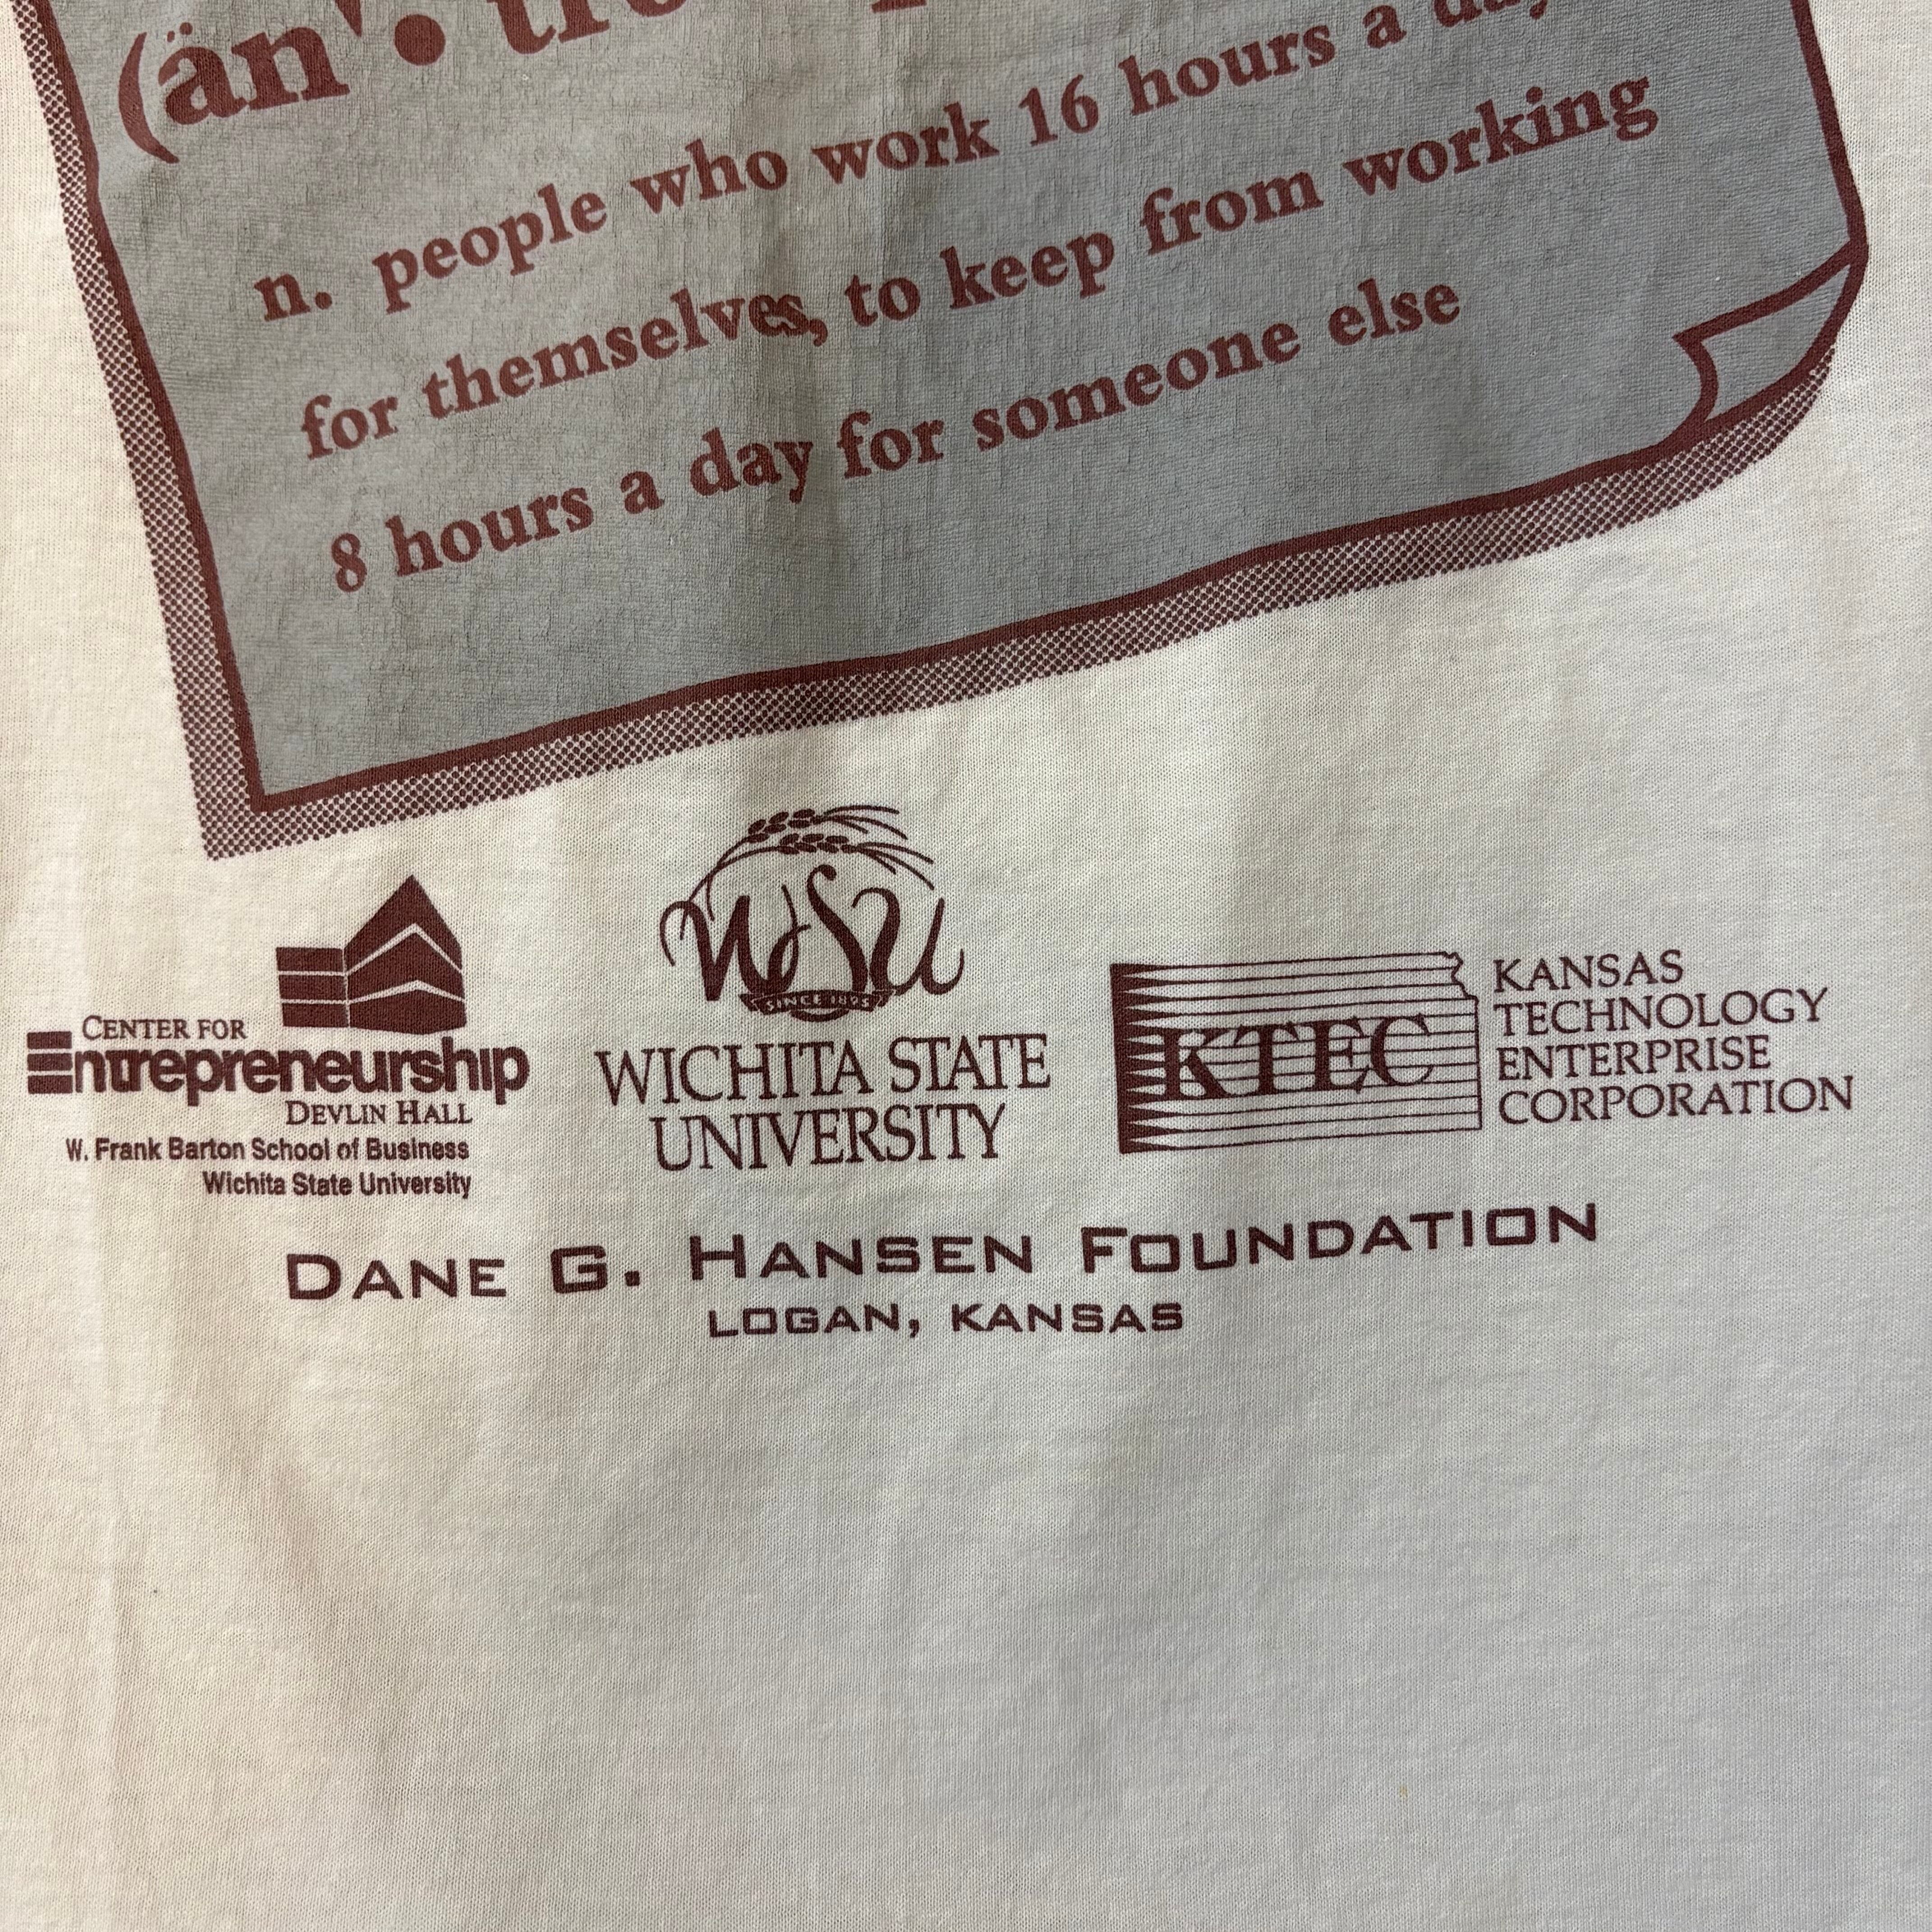 (än'•
n. people who work 16 hours a day
for themselves, to keep from working
8 hours a day for someone else
CENTER FOR
Entrepreneurship
DEVLIN HALL
W. Frank Barton School of Business
Wichita State University
WSU
SINCE 1895
WICHITA STATE
UNIVERSITY
KTEC
KANSAS
TECHNOLOGY
ENTERPRISE
CORPORATION
DANE G. HANSEN FOUNDATION
LOGAN, KANSAS